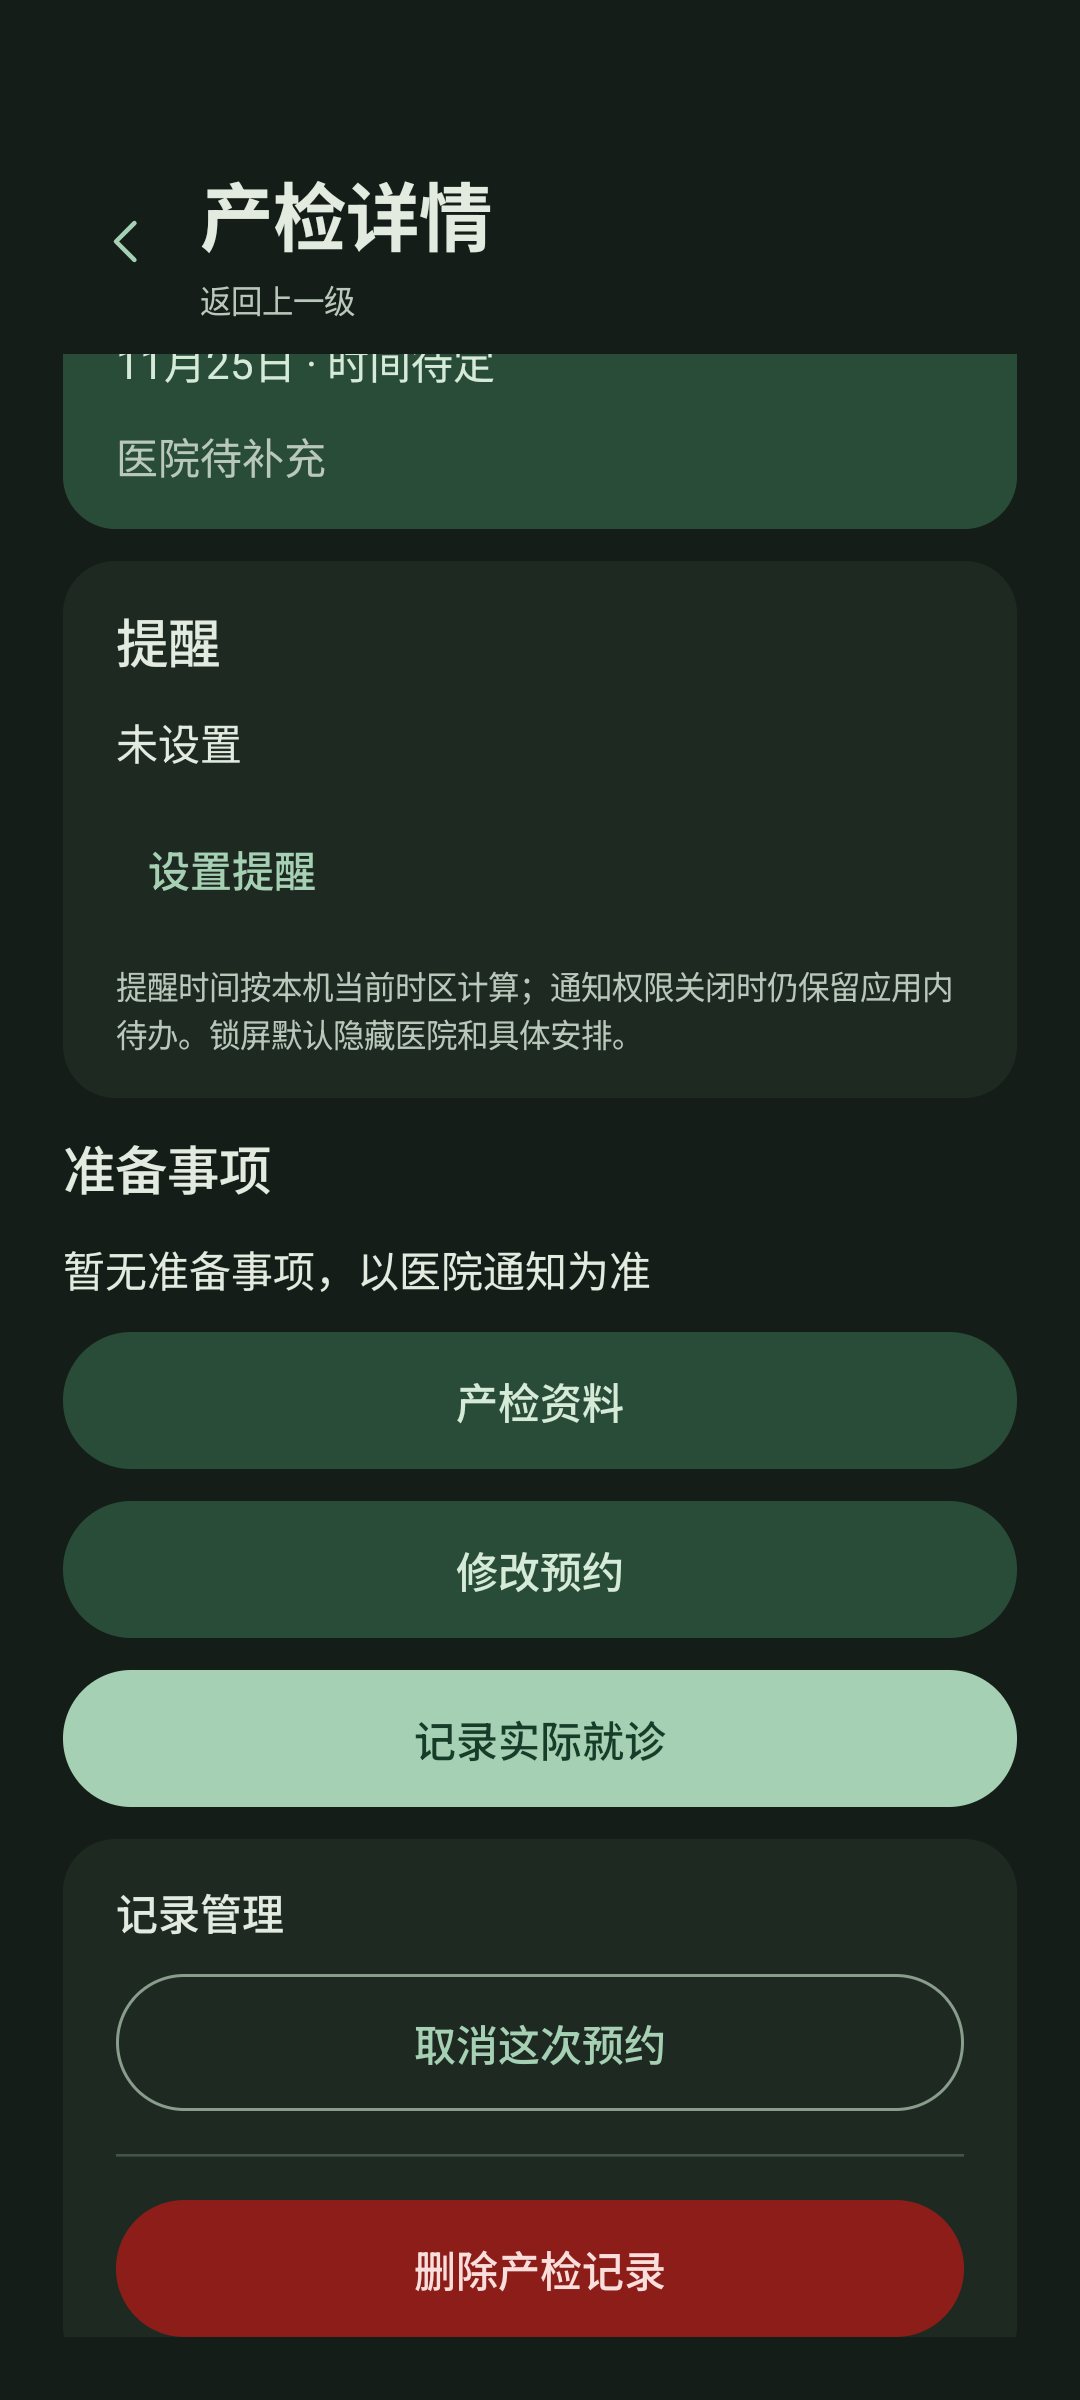 产检详情
返回上一级
11月25日 · 时间待定
医院待补充
提醒
未设置
设置提醒
提醒时间按本机当前时区计算；通知权限关闭时仍保留应用内
待办。锁屏默认隐藏医院和具体安排。
准备事项
暂无准备事项，以医院通知为准
产检资料
修改预约
记录实际就诊
记录管理
取消这次预约
删除产检记录